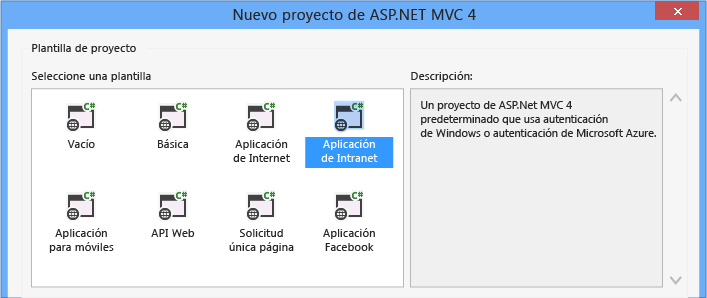 Nuevo proyecto de ASP.NET MVC 4
Plantilla de proyecto
Seleccione una plantilla
Descripción:
C#
C#
C#
C#
Vacío
Básica
Aplicación
de Internet
Aplicación
de Intranet
C#
C#
C#
C#
Aplicación
para móviles
API Web
Solicitud
única página
Aplicación
Facebook
Un proyecto de ASP.Net MVC 4
predeterminado que usa autenticación
de Windows o autenticación de Microsoft Azure.